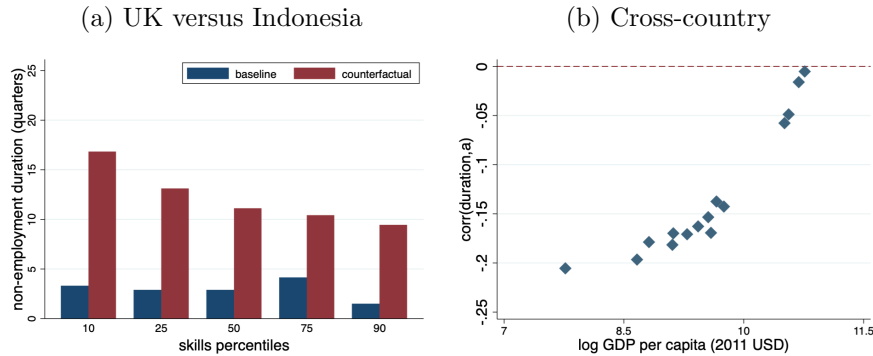 (a) UK versus Indonesia
non-employment duration (quarters)
0 5 10 15 20 25
baseline counterfactual
10 25 50 75 90
skills percentiles
(b) Cross-country
corr(duration,a)
0
-.05
-.1
-.15
-.2
-.25
7 8.5 10 11.5
log GDP per capita (2011 USD)